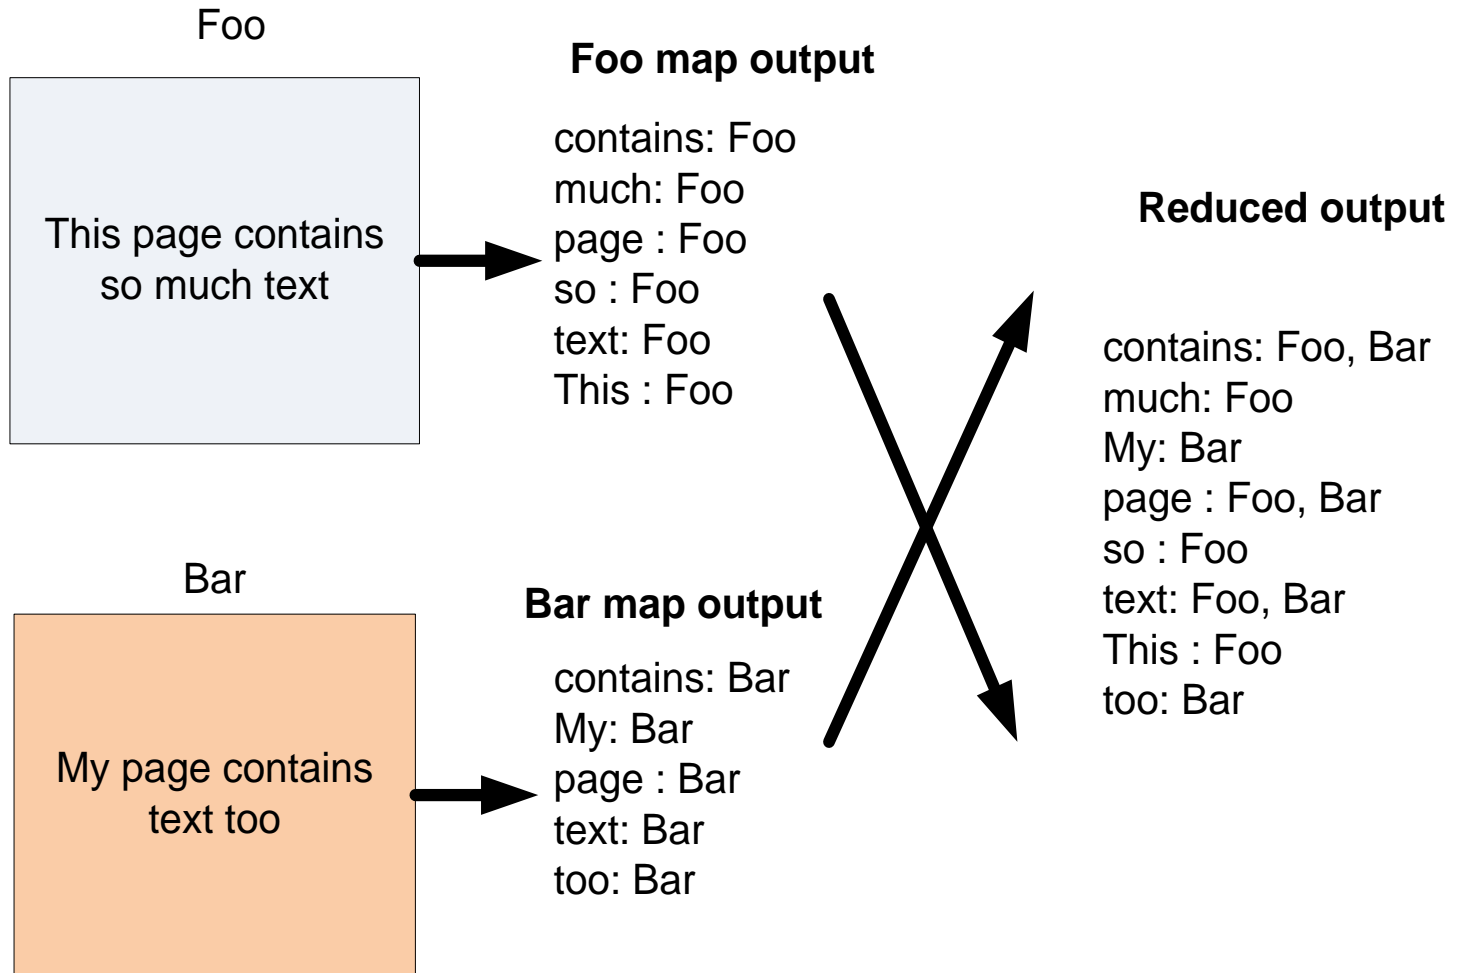 Foo
This page contains
so much text
Foo map output
contains: Foo
much: Foo
page : Foo
so : Foo
text: Foo
This : Foo
Bar
My page contains
text too
Bar map output
contains: Bar
My: Bar
page : Bar
text: Bar
too: Bar
Reduced output
contains: Foo, Bar
much: Foo
My: Bar
page : Foo, Bar
so : Foo
text: Foo, Bar
This : Foo
too: Bar